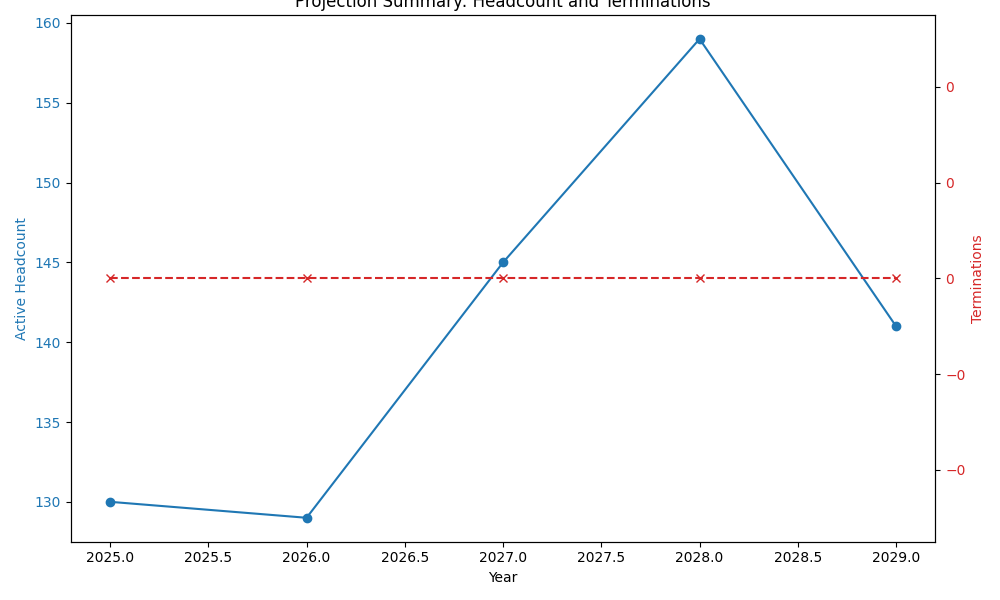 Projection Summary: Headcount and Terminations
160
155
150
145
140
135
130
Active Headcount
0
0
0
−0
−0
Terminations
2025.0 2025.5 2026.0 2026.5 2027.0 2027.5 2028.0 2028.5 2029.0
Year